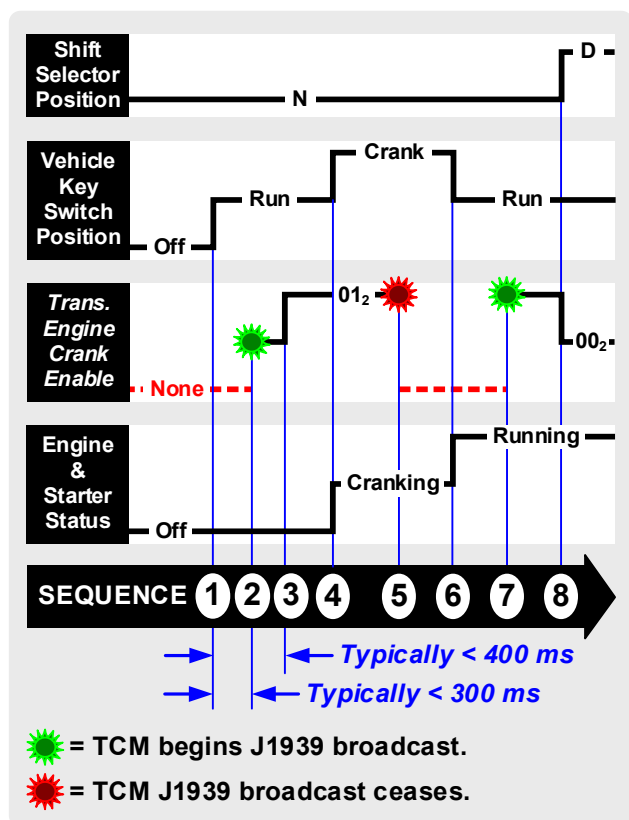 Shift
Selector
Position
N
D
Vehicle
Key
Switch
Position
Off
Run
Crank
Run
Trans.
Engine
Crank
Enable
None
01₂
00₂
Engine
&
Starter
Status
Off
Cranking
Running
SEQUENCE 1 2 3 4 5 6 7 8
Typically < 400 ms
Typically < 300 ms
= TCM begins J1939 broadcast.
= TCM J1939 broadcast ceases.